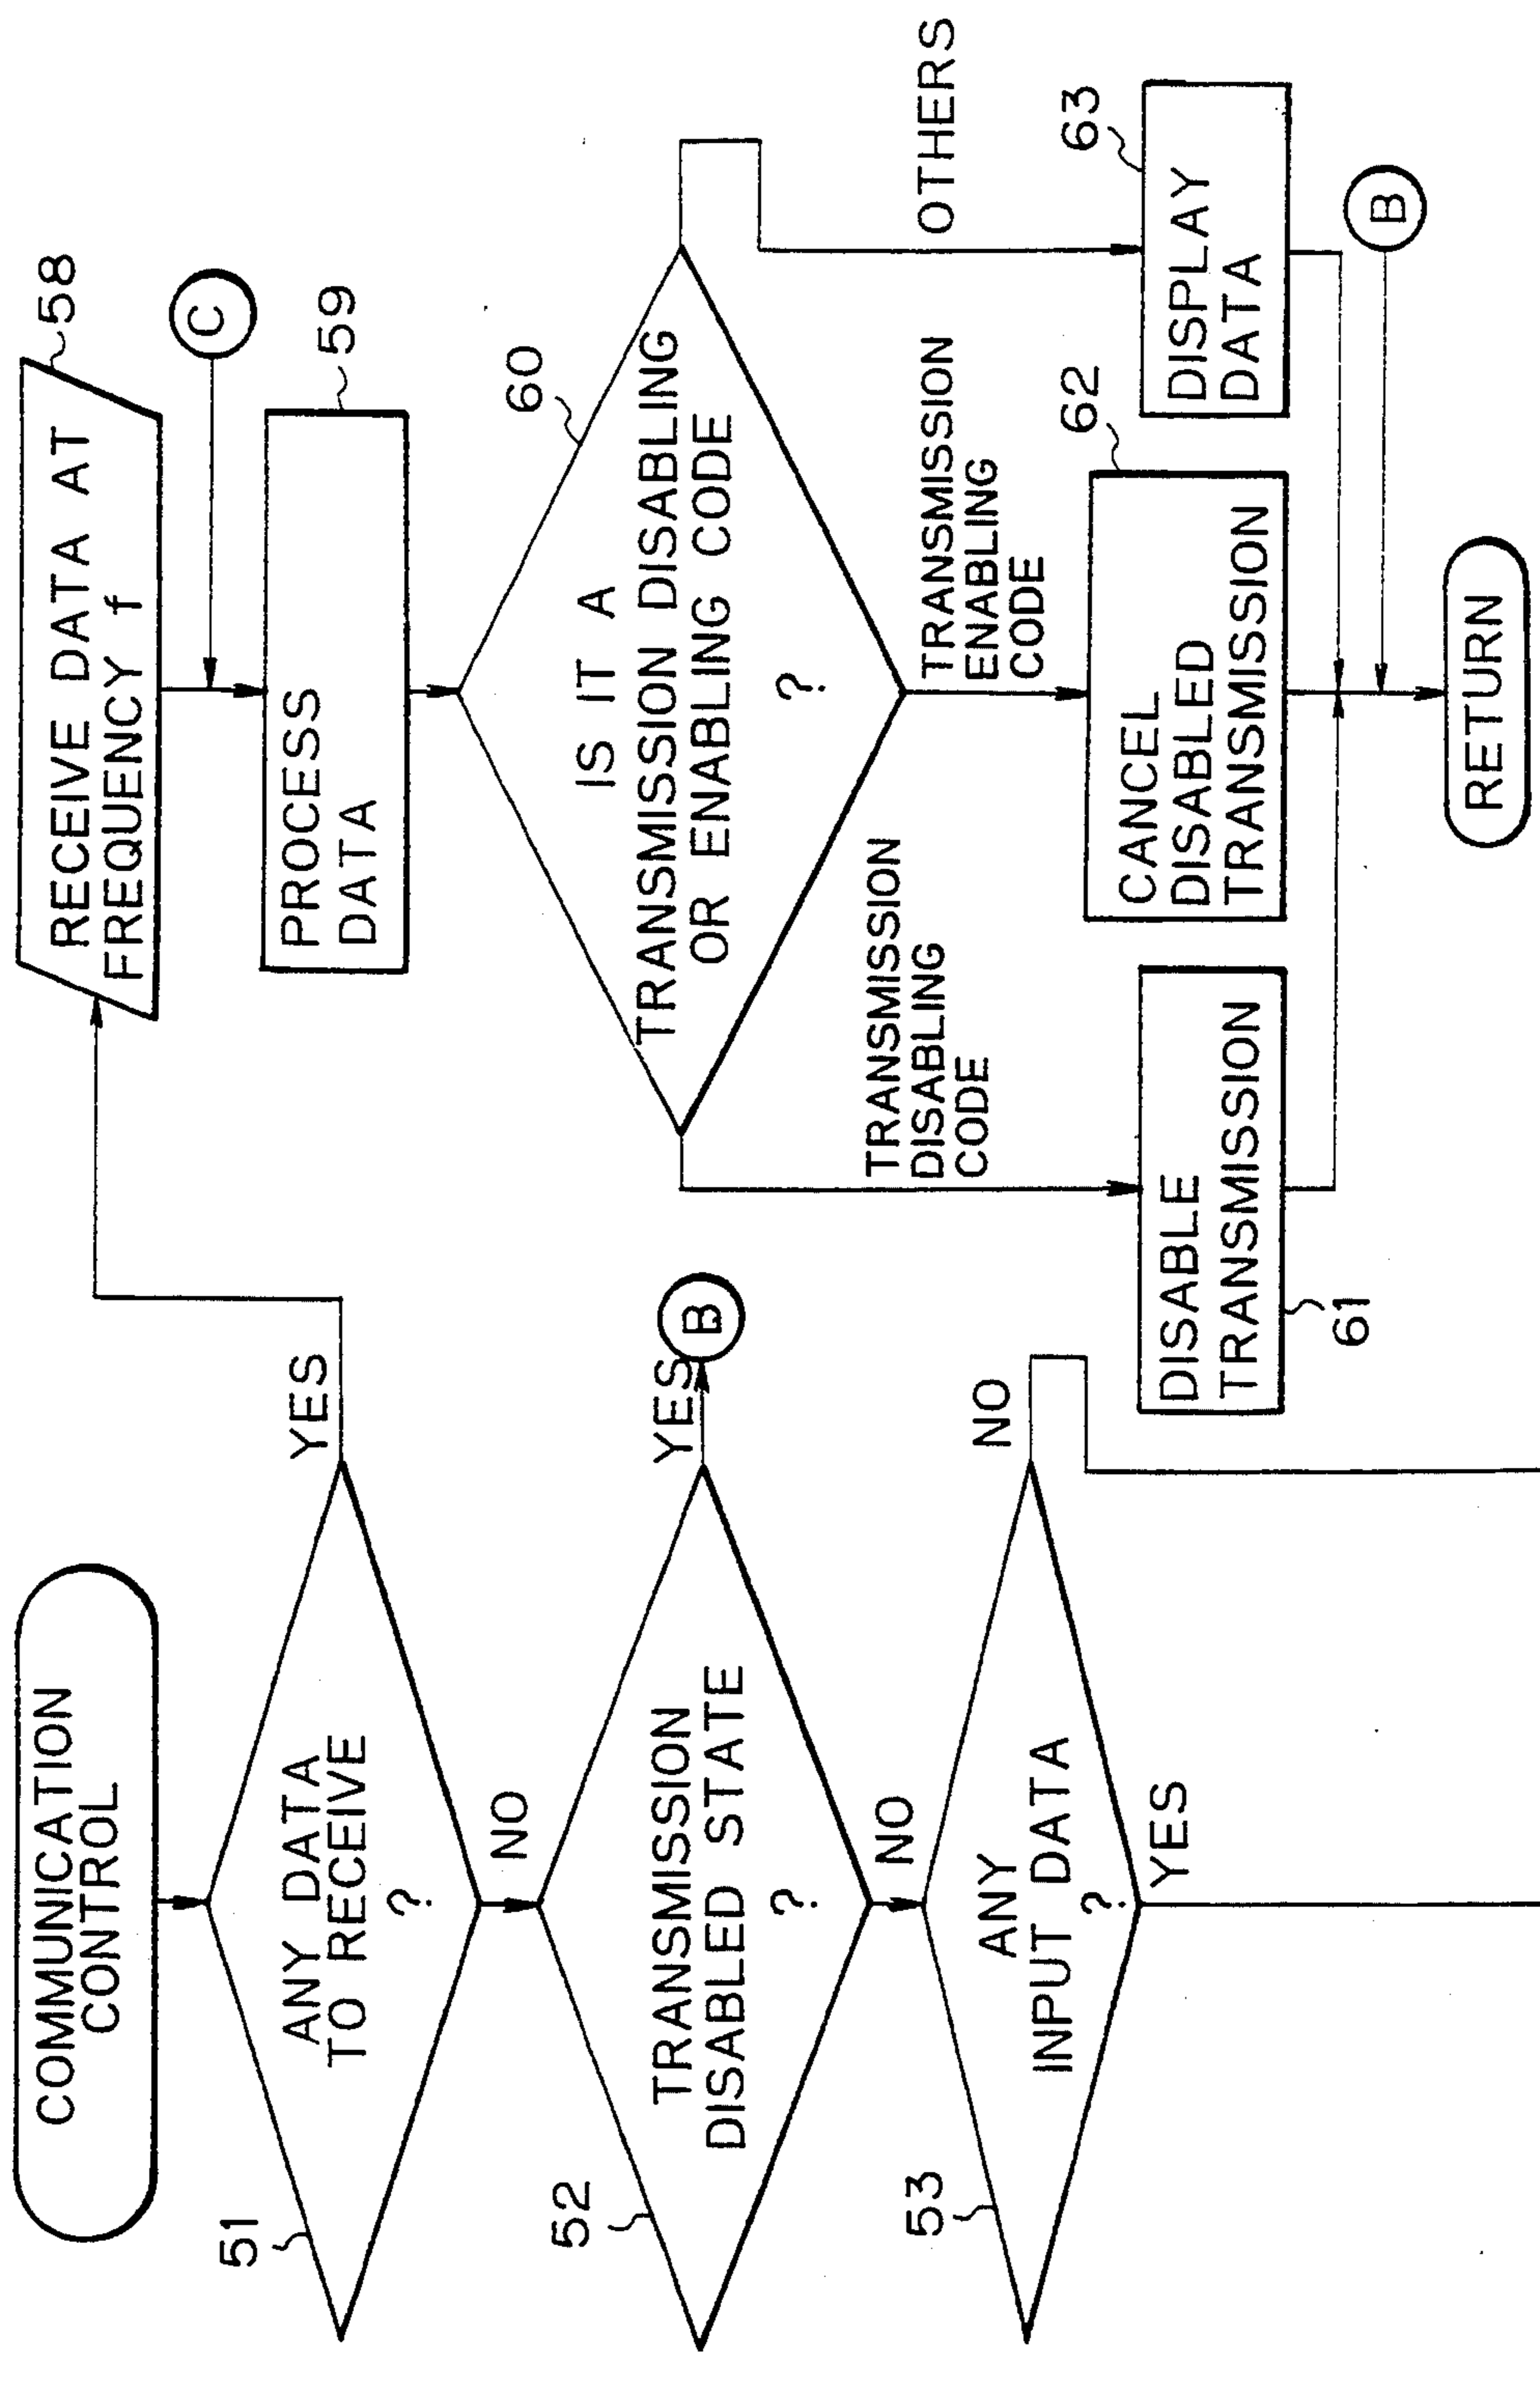 COMMUNICATION
CONTROL
51
ANY DATA
TO RECEIVE
?
YES
NO
52
TRANSMISSION
DISABLED STATE
?
YES
B
NO
53
ANY
INPUT DATA
?
NO
YES
RECEIVE DATA AT
FREQUENCY f
58
C
PROCESS
DATA
59
60
IS IT A
TRANSMISSION DISABLING
OR ENABLING CODE
?
TRANSMISSION
DISABLING
CODE
TRANSMISSION
ENABLING
CODE
OTHERS
DISABLE
TRANSMISSION
61
CANCEL
DISABLED
TRANSMISSION
62
DISPLAY
DATA
63
B
RETURN